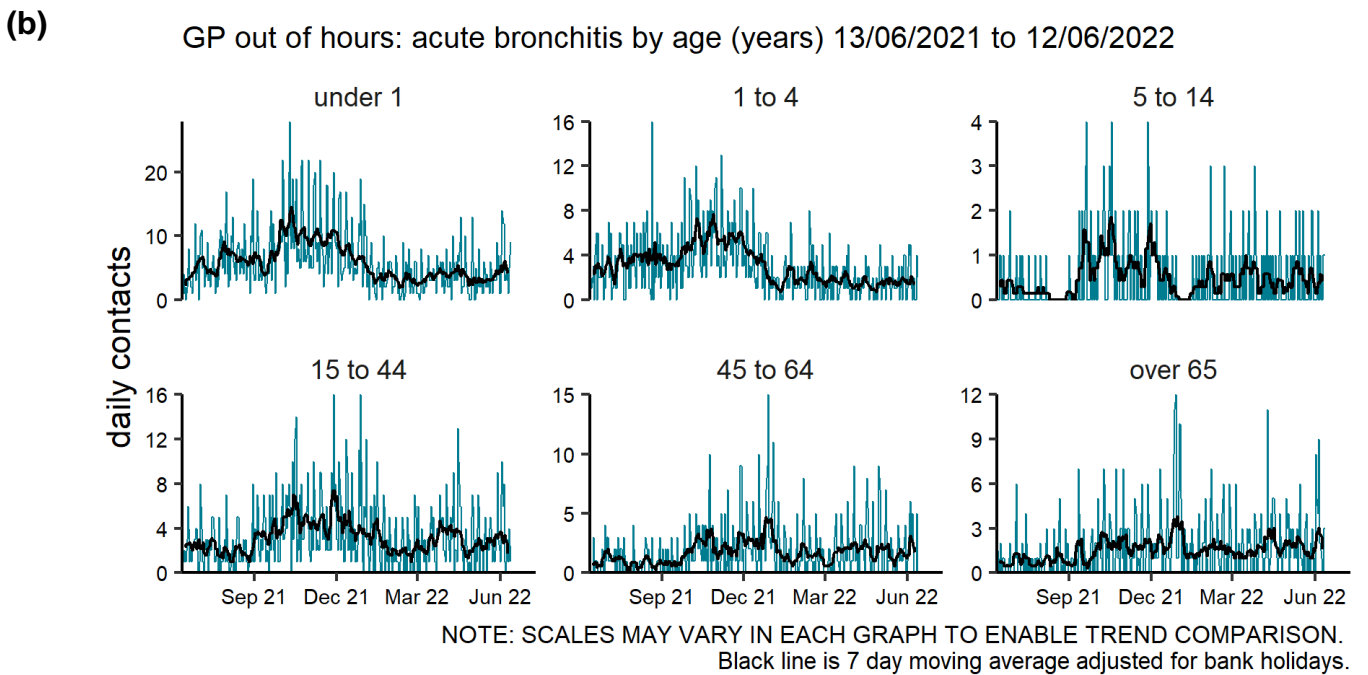 (b)
GP out of hours: acute bronchitis by age (years) 13/06/2021 to 12/06/2022
daily contacts
under 1
20
10
0
1 to 4
16
12
8
4
0
5 to 14
4
3
2
1
0
15 to 44
16
12
8
4
0
Sep 21 Dec 21 Mar 22 Jun 22
45 to 64
15
10
5
0
Sep 21 Dec 21 Mar 22 Jun 22
over 65
12
9
6
3
0
Sep 21 Dec 21 Mar 22 Jun 22
NOTE: SCALES MAY VARY IN EACH GRAPH TO ENABLE TREND COMPARISON.
Black line is 7 day moving average adjusted for bank holidays.